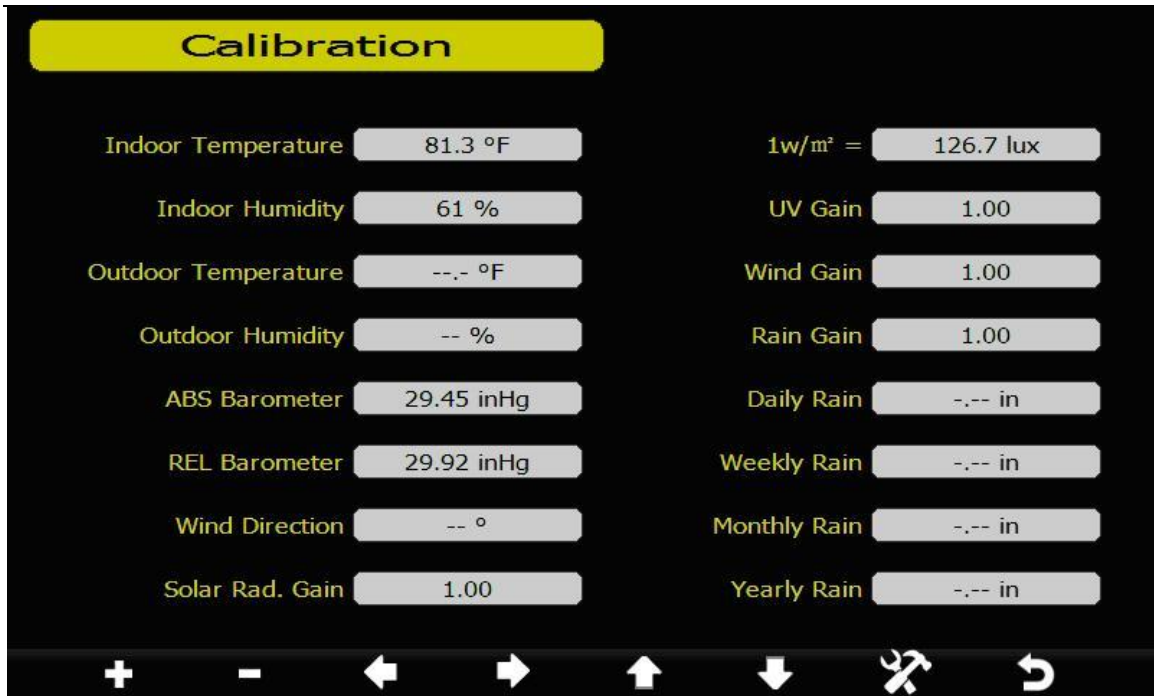 Calibration
Indoor Temperature 81.3 °F
Indoor Humidity 61 %
Outdoor Temperature --.- °F
Outdoor Humidity -- %
ABS Barometer 29.45 inHg
REL Barometer 29.92 inHg
Wind Direction -- °
Solar Rad. Gain 1.00
1w/㎡ = 126.7 lux
UV Gain 1.00
Wind Gain 1.00
Rain Gain 1.00
Daily Rain -.-- in
Weekly Rain -.-- in
Monthly Rain -.-- in
Yearly Rain -.-- in